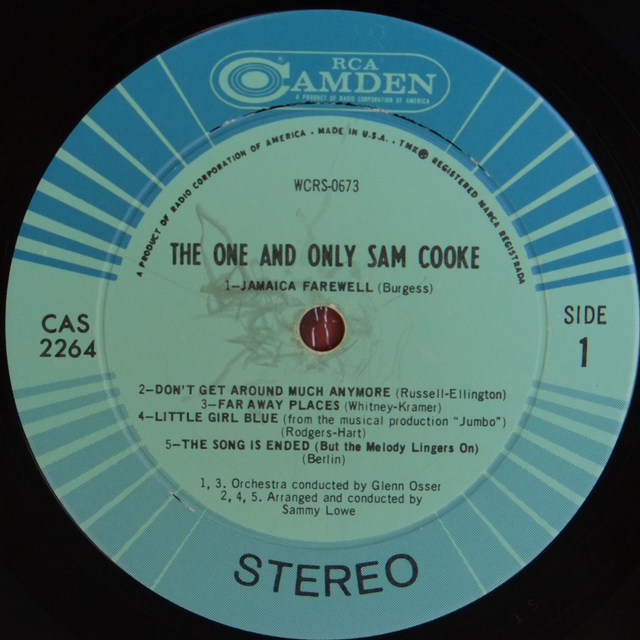 RCA
CAMDEN
A PRODUCT OF RADIO CORPORATION OF AMERICA
A PRODUCT OF RADIO CORPORATION OF AMERICA • MADE IN U.S.A. • TMK® REGISTERED MARCA REGISTRADA
WCRS-0673
THE ONE AND ONLY SAM COOKE
1—JAMAICA FAREWELL (Burgess)
CAS
2264
SIDE
1
2—DON'T GET AROUND MUCH ANYMORE (Russell-Ellington)
3—FAR AWAY PLACES (Whitney-Kramer)
4—LITTLE GIRL BLUE (from the musical production "Jumbo")
(Rodgers-Hart)
5—THE SONG IS ENDED (But the Melody Lingers On)
(Berlin)
1, 3. Orchestra conducted by Glenn Osser
2, 4, 5. Arranged and conducted by
Sammy Lowe
STEREO